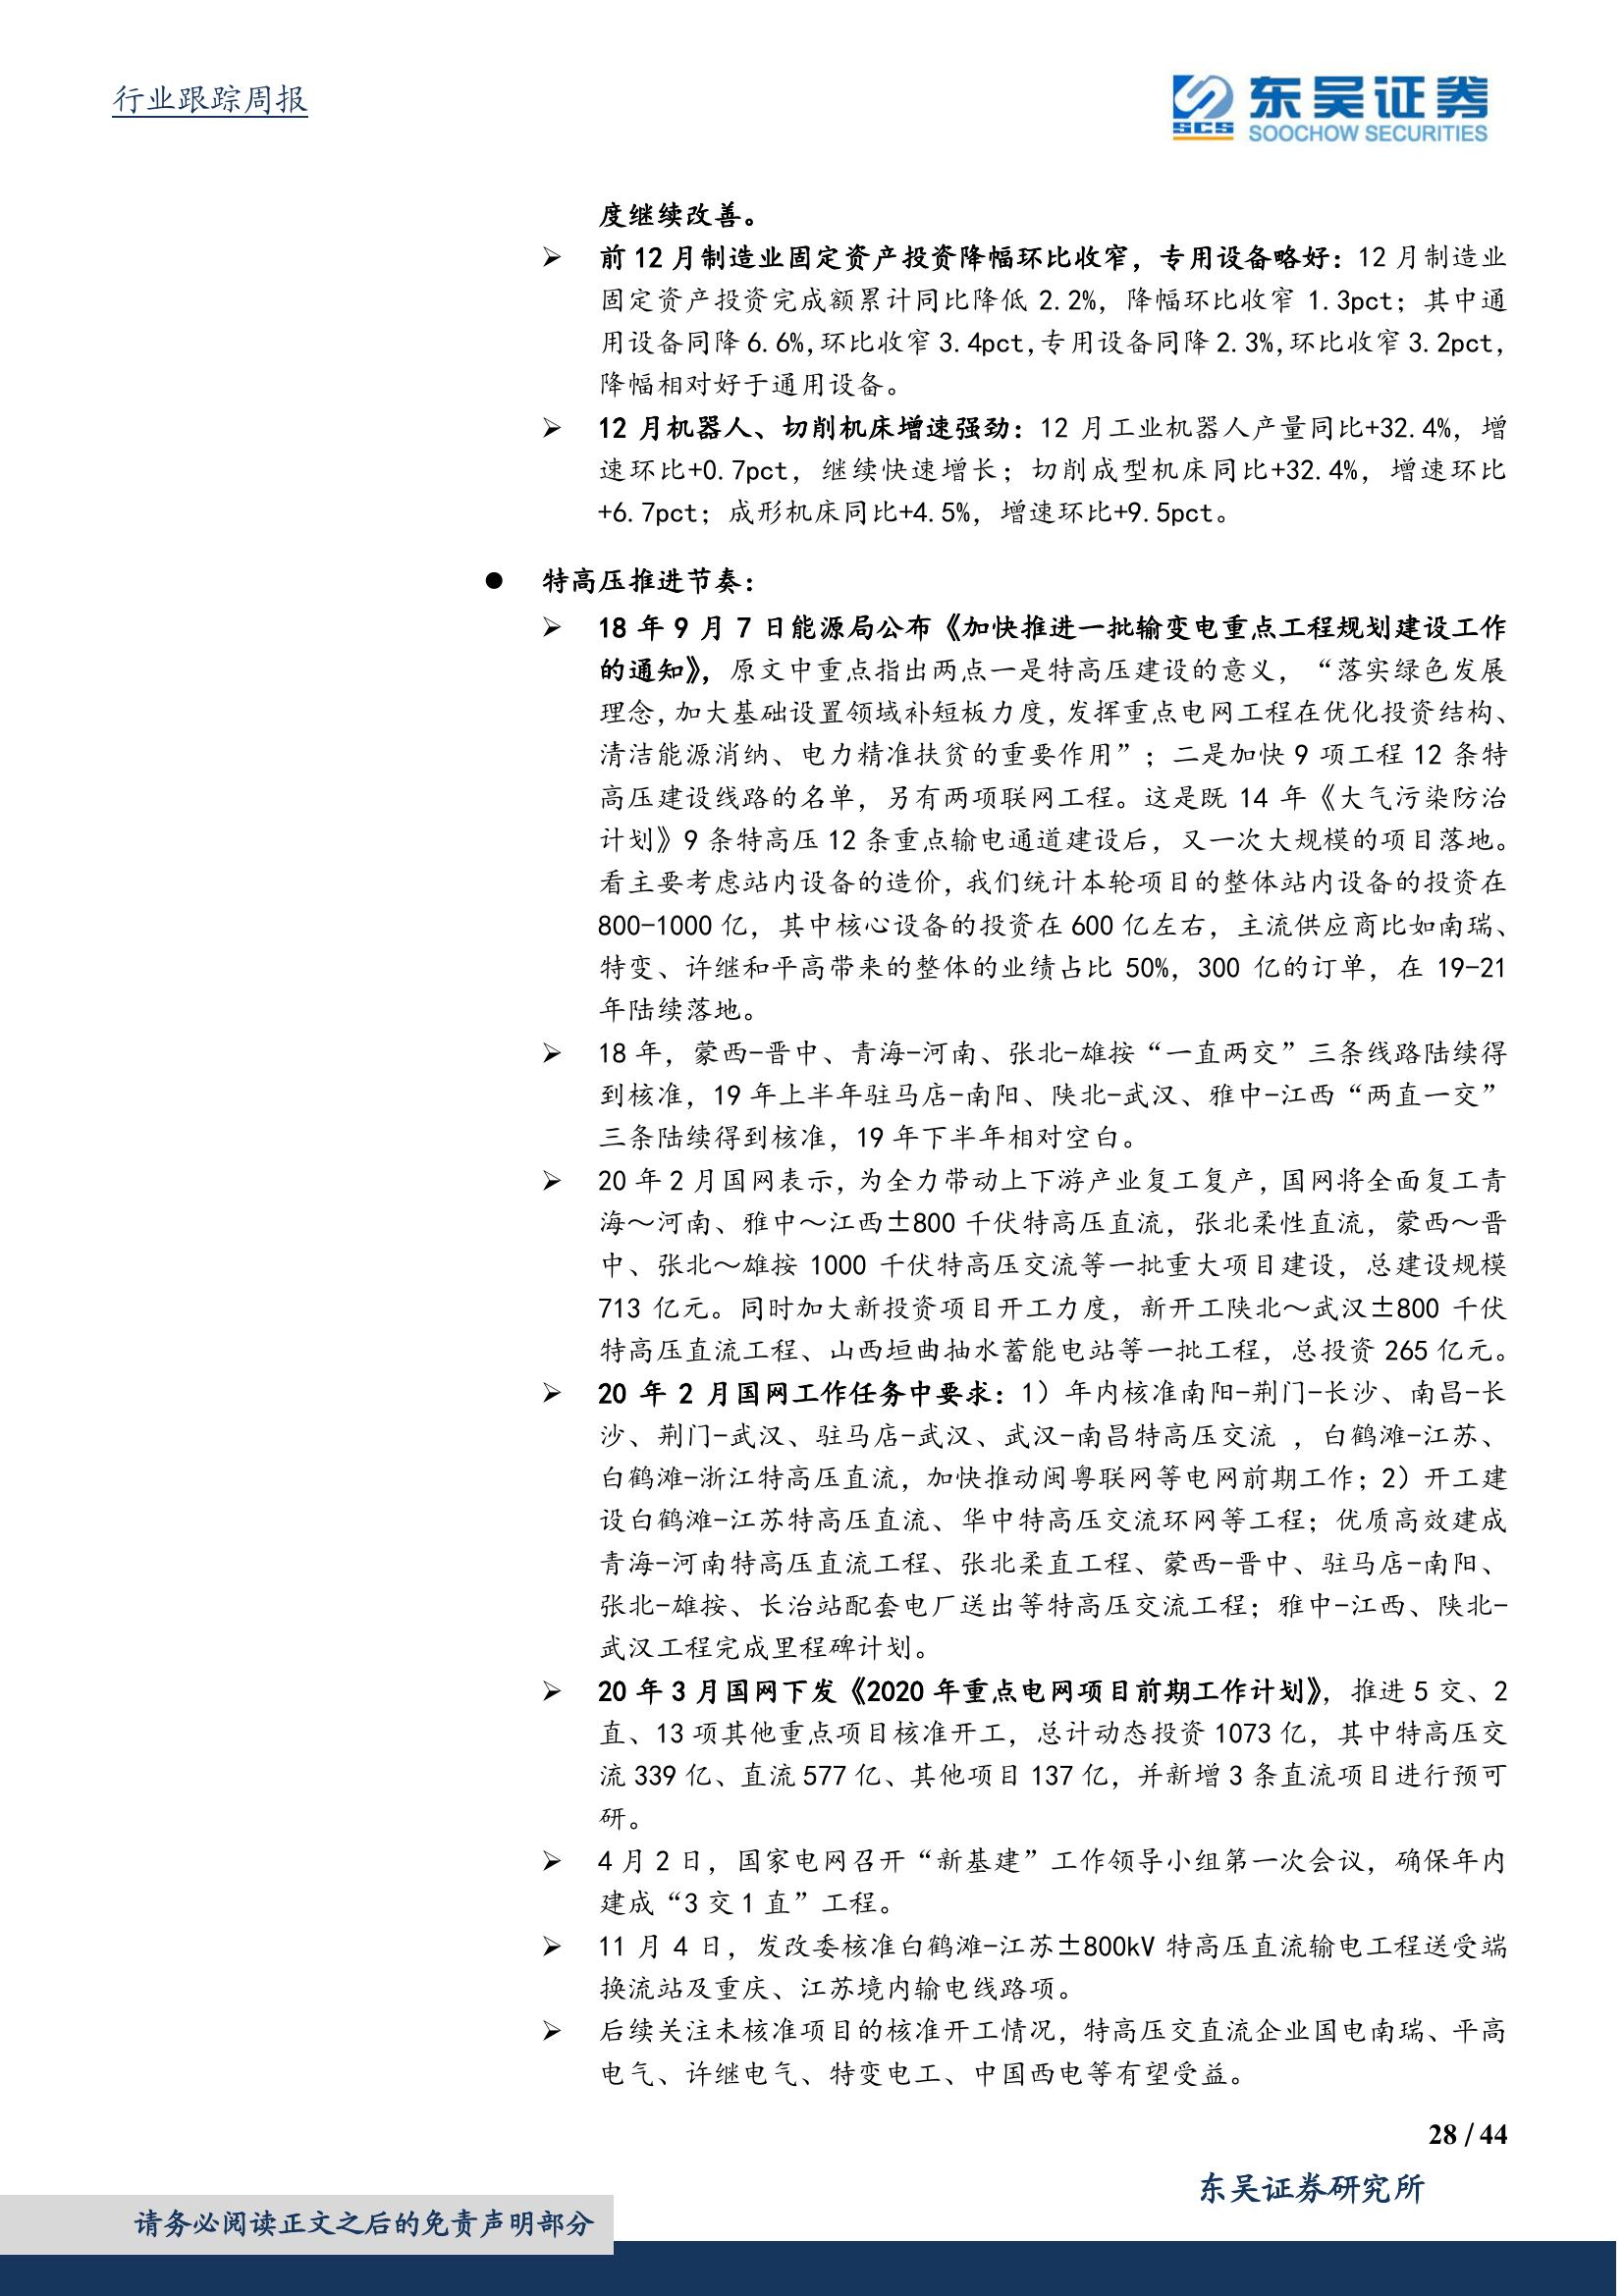 行业跟踪周报
东吴证券
SCS
SOOCHOW SECURITIES
度继续改善。
➢ 前 12 月制造业固定资产投资降幅环比收窄，专用设备略好：12 月制造业
固定资产投资完成额累计同比降低 2.2%，降幅环比收窄 1.3pct；其中通
用设备同降 6.6%,环比收窄 3.4pct,专用设备同降 2.3%,环比收窄 3.2pct,
降幅相对好于通用设备。
➢ 12 月机器人、切削机床增速强劲：12 月工业机器人产量同比+32.4%，增
速环比+0.7pct，继续快速增长；切削成型机床同比+32.4%，增速环比
+6.7pct；成形机床同比+4.5%，增速环比+9.5pct。
● 特高压推进节奏：
➢ 18 年 9 月 7 日能源局公布《加快推进一批输变电重点工程规划建设工作
的通知》，原文中重点指出两点一是特高压建设的意义，“落实绿色发展
理念，加大基础设置领域补短板力度，发挥重点电网工程在优化投资结构、
清洁能源消纳、电力精准扶贫的重要作用”；二是加快 9 项工程 12 条特
高压建设线路的名单，另有两项联网工程。这是既 14 年《大气污染防治
计划》9 条特高压 12 条重点输电通道建设后，又一次大规模的项目落地。
看主要考虑站内设备的造价，我们统计本轮项目的整体站内设备的投资在
800-1000 亿，其中核心设备的投资在 600 亿左右，主流供应商比如南瑞、
特变、许继和平高带来的整体的业绩占比 50%，300 亿的订单，在 19-21
年陆续落地。
➢ 18 年，蒙西-晋中、青海-河南、张北-雄按“一直两交”三条线路陆续得
到核准，19 年上半年驻马店-南阳、陕北-武汉、雅中-江西“两直一交”
三条陆续得到核准，19 年下半年相对空白。
➢ 20 年 2 月国网表示，为全力带动上下游产业复工复产，国网将全面复工青
海～河南、雅中～江西±800 千伏特高压直流，张北柔性直流，蒙西～晋
中、张北～雄按 1000 千伏特高压交流等一批重大项目建设，总建设规模
713 亿元。同时加大新投资项目开工力度，新开工陕北～武汉±800 千伏
特高压直流工程、山西垣曲抽水蓄能电站等一批工程，总投资 265 亿元。
➢ 20 年 2 月国网工作任务中要求：1）年内核准南阳-荆门-长沙、南昌-长
沙、荆门-武汉、驻马店-武汉、武汉-南昌特高压交流 ，白鹤滩-江苏、
白鹤滩-浙江特高压直流，加快推动闽粤联网等电网前期工作；2）开工建
设白鹤滩-江苏特高压直流、华中特高压交流环网等工程；优质高效建成
青海-河南特高压直流工程、张北柔直工程、蒙西-晋中、驻马店-南阳、
张北-雄按、长治站配套电厂送出等特高压交流工程；雅中-江西、陕北-
武汉工程完成里程碑计划。
➢ 20 年 3 月国网下发《2020 年重点电网项目前期工作计划》，推进 5 交、2
直、13 项其他重点项目核准开工，总计动态投资 1073 亿，其中特高压交
流 339 亿、直流 577 亿、其他项目 137 亿，并新增 3 条直流项目进行预可
研。
➢ 4 月 2 日，国家电网召开“新基建”工作领导小组第一次会议，确保年内
建成“3 交 1 直”工程。
➢ 11 月 4 日，发改委核准白鹤滩-江苏±800kV 特高压直流输电工程送受端
换流站及重庆、江苏境内输电线路项。
➢ 后续关注未核准项目的核准开工情况，特高压交直流企业国电南瑞、平高
电气、许继电气、特变电工、中国西电等有望受益。
28 / 44
东吴证券研究所
请务必阅读正文之后的免责声明部分